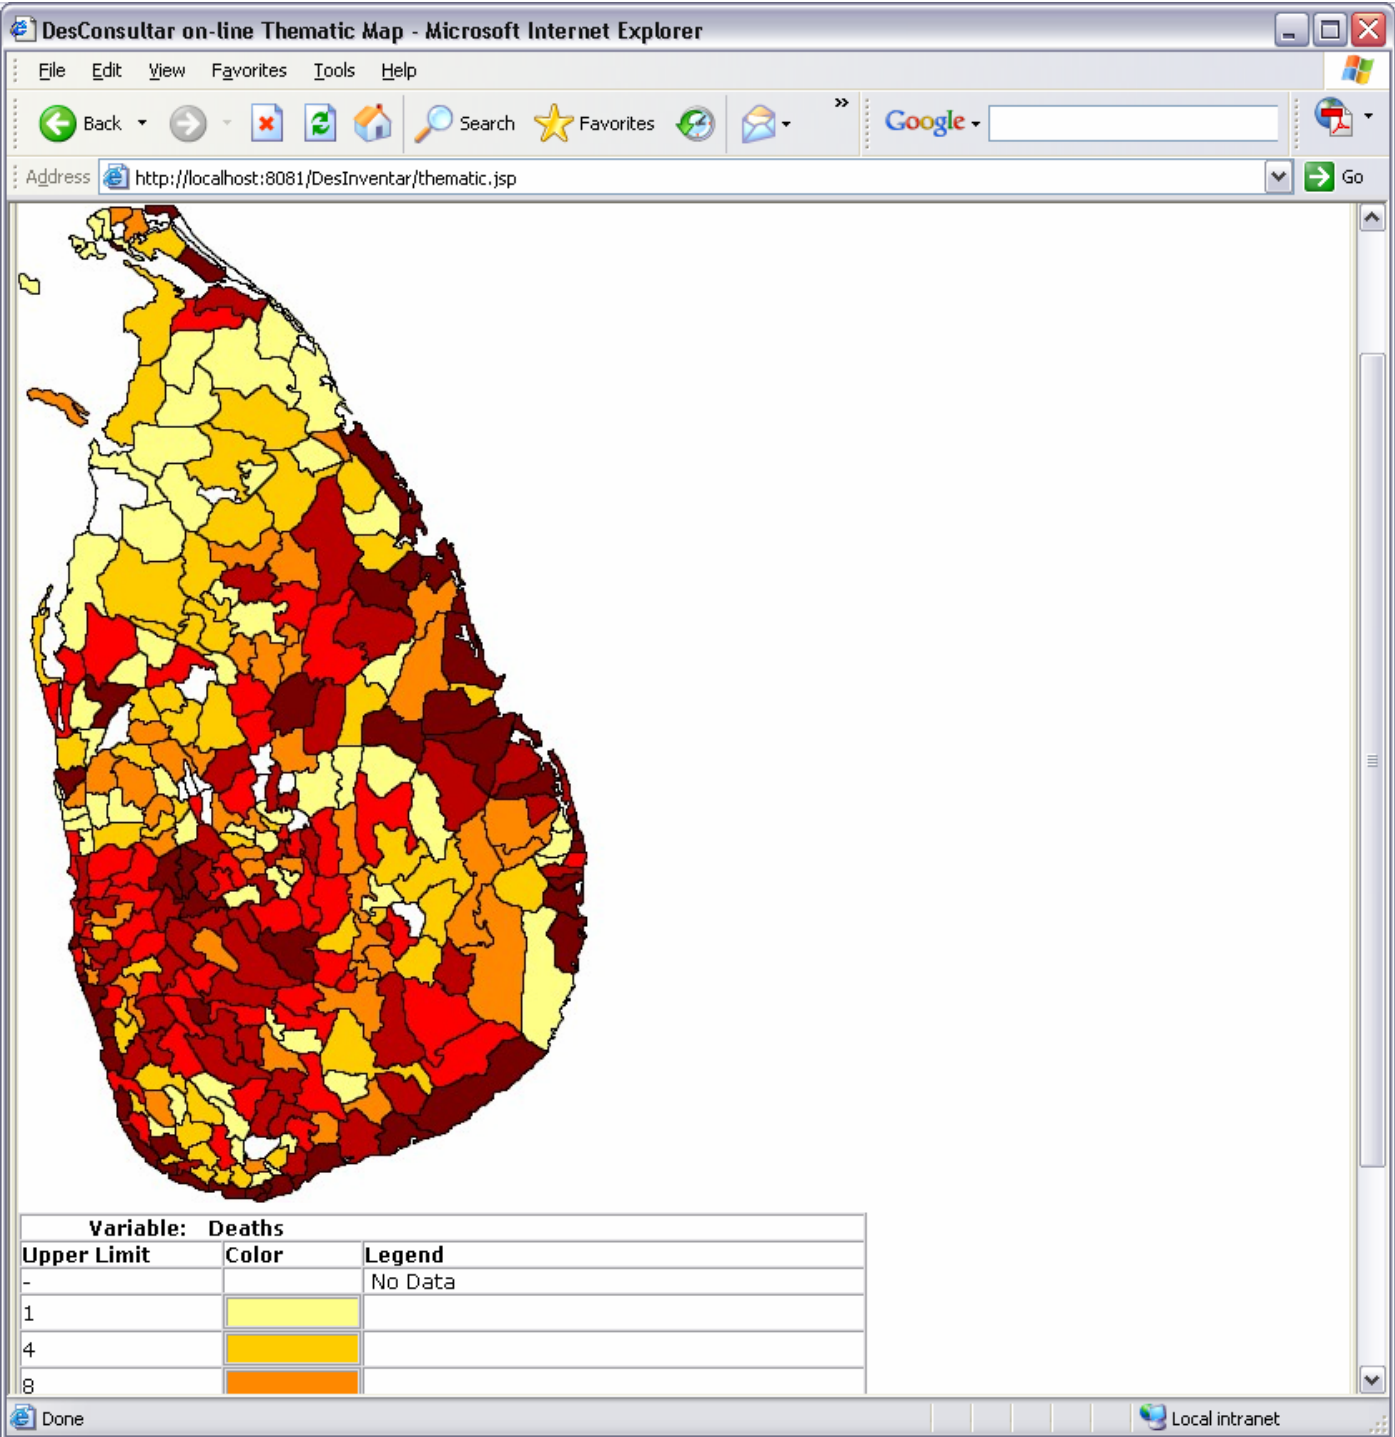 DesConsultar on-line Thematic Map - Microsoft Internet Explorer
File Edit View Favorites Tools Help
Back Search Favorites » Google
Address http://localhost:8081/DesInventar/thematic.jsp Go
Variable: Deaths
Upper Limit Color Legend
- No Data
1
4
8
Done Local intranet